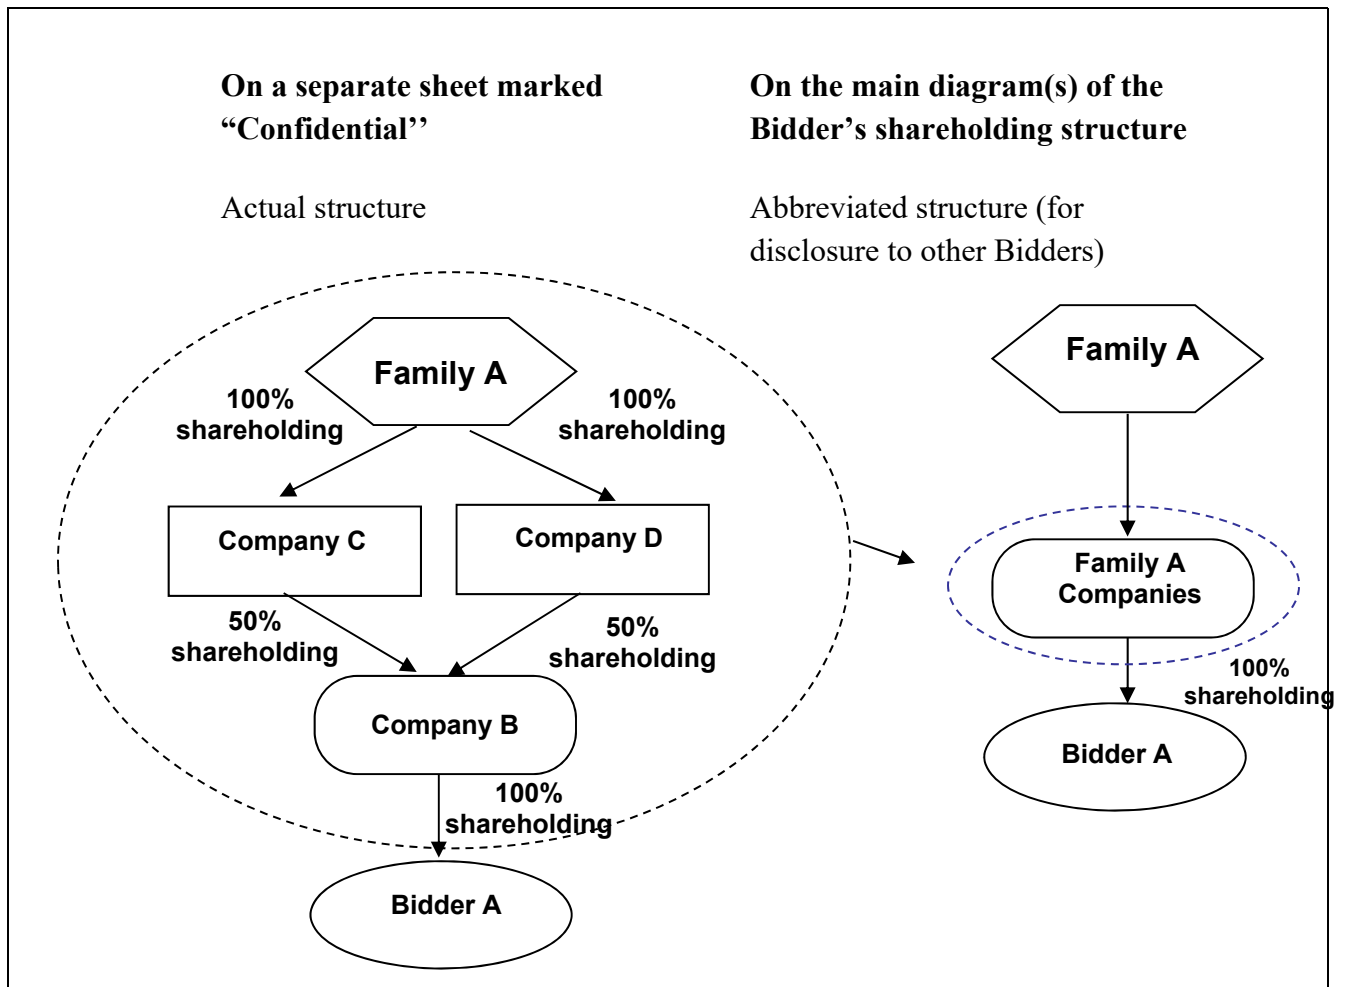 On a separate sheet marked
“Confidential’’
Actual structure
On the main diagram(s) of the
Bidder’s shareholding structure
Abbreviated structure (for
disclosure to other Bidders)
Family A
100%
shareholding
100%
shareholding
Company C
Company D
50%
shareholding
50%
shareholding
Company B
100%
shareholding
Bidder A
Family A
Family A
Companies
100%
shareholding
Bidder A